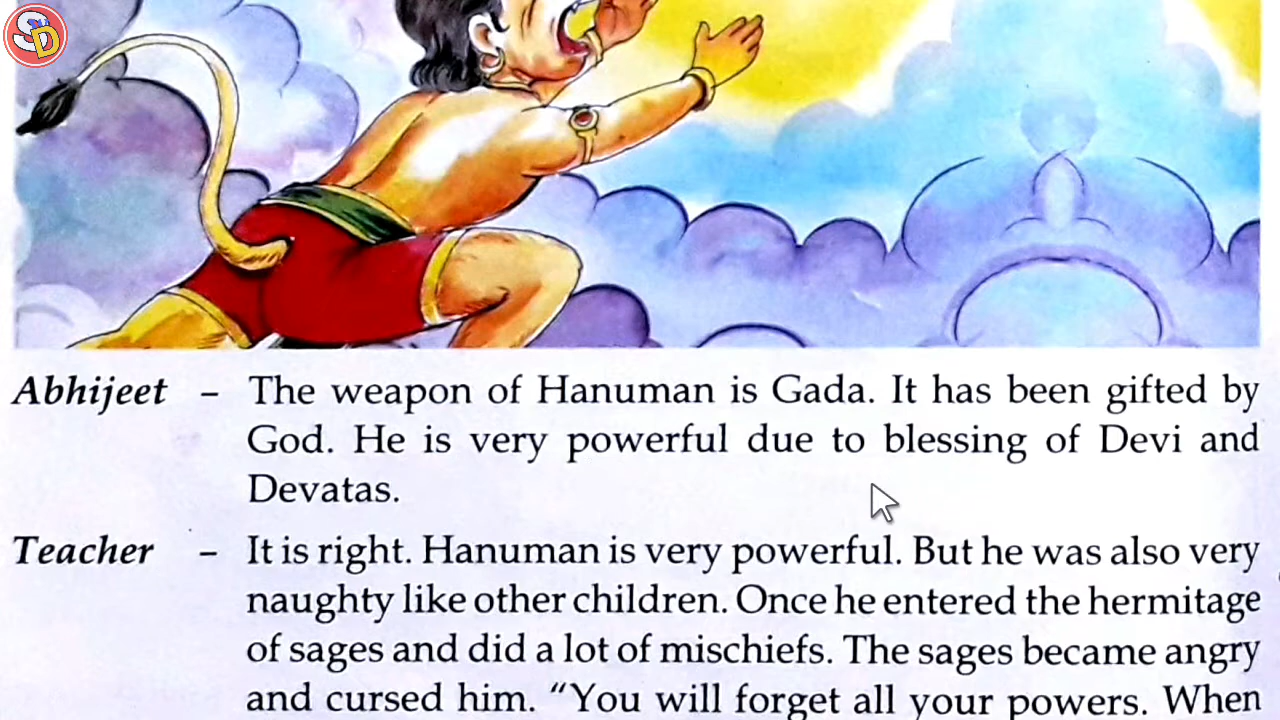 SD
Abhijeet – The weapon of Hanuman is Gada. It has been gifted by
God. He is very powerful due to blessing of Devi and
Devatas.
Teacher – It is right. Hanuman is very powerful. But he was also very
naughty like other children. Once he entered the hermitage
of sages and did a lot of mischiefs. The sages became angry
and cursed him. “You will forget all your powers. When